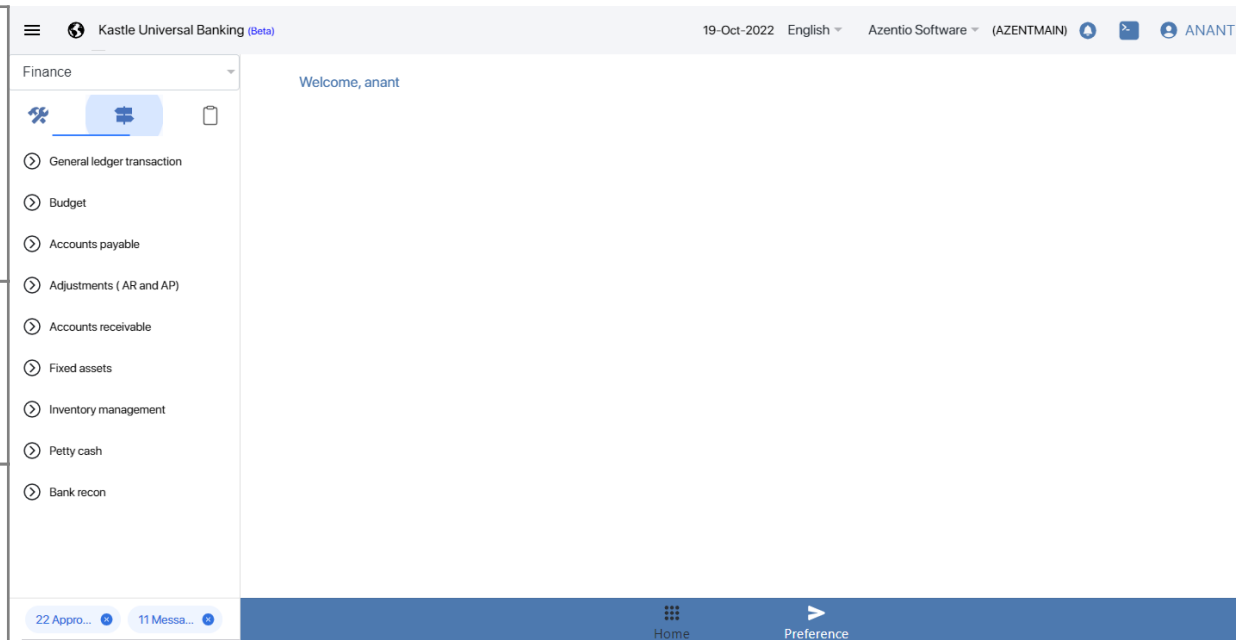 Kastle Universal Banking (Beta) 19-Oct-2022 English Azentio Software (AZENTMAIN) ANANT
Finance
Welcome, anant
General ledger transaction
Budget
Accounts payable
Adjustments ( AR and AP)
Accounts receivable
Fixed assets
Inventory management
Petty cash
Bank recon
22 Appro... 11 Messa...
Home Preference